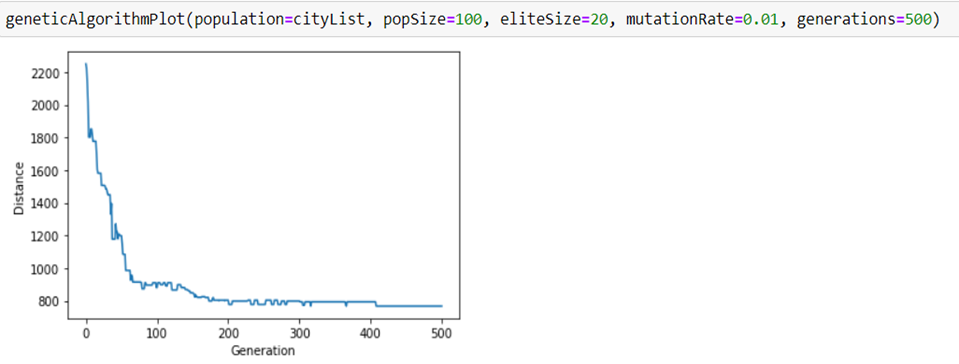 geneticAlgorithmPlot(population=cityList, popSize=100, eliteSize=20, mutationRate=0.01, generations=500)
2200
2000
1800
1600
1400
1200
1000
800
Distance
0 100 200 300 400 500
Generation